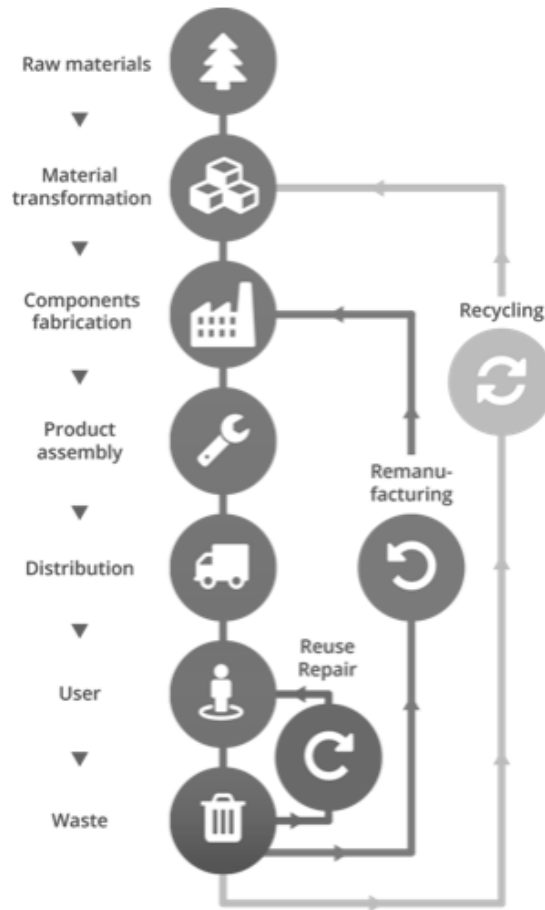 Raw materials
Material
transformation
Components
fabrication
Recycling
Product
assembly
Remanu-
facturing
Distribution
Reuse
Repair
User
Waste